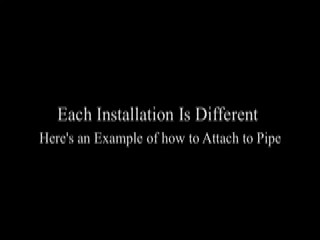 Each Installation Is Different
Here's an Example of how to Attach to Pipe